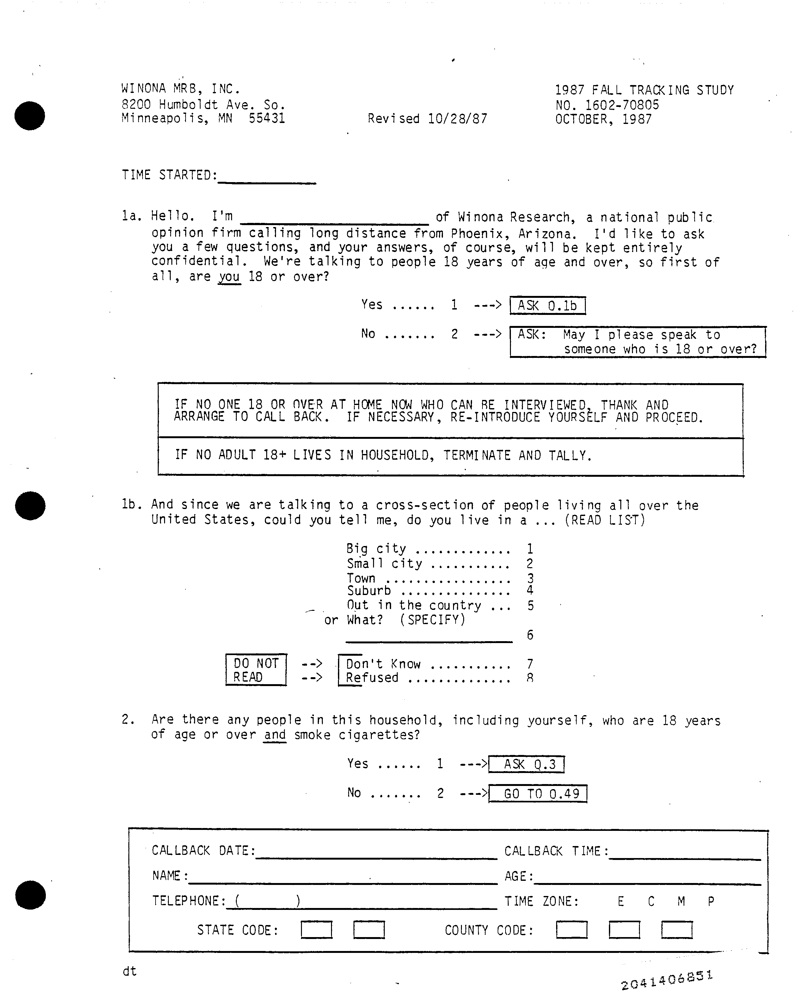 WINONA MRB, INC. 1987 FALL TRACKING STUDY
8200 Humboldt Ave. So. NO. 1602-70805
Minneapolis, MN 55431 Revised 10/28/87 OCTOBER, 1987
TIME STARTED:
1a. Hello. I'm ____ of Winona Research, a national public
opinion firm calling long distance from Phoenix, Arizona. I'd like to ask
you a few questions, and your answers, of course, will be kept entirely
confidential. We're talking to people 18 years of age and over, so first of
all, are you 18 or over?
Yes ...... 1 ---> ASK Q.1b
No ....... 2 ---> ASK: May I please speak to
someone who is 18 or over?
IF NO ONE 18 OR OVER AT HOME NOW WHO CAN BE INTERVIEWED, THANK AND
ARRANGE TO CALL BACK. IF NECESSARY, RE-INTRODUCE YOURSELF AND PROCEED.
IF NO ADULT 18+ LIVES IN HOUSEHOLD, TERMINATE AND TALLY.
1b. And since we are talking to a cross-section of people living all over the
United States, could you tell me, do you live in a ... (READ LIST)
Big city ............. 1
Small city ........... 2
Town ................. 3
Suburb ............... 4
Out in the country ... 5
or What? (SPECIFY)
6
DO NOT --> Don't Know ........... 7
READ --> Refused .............. 8
2. Are there any people in this household, including yourself, who are 18 years
of age or over and smoke cigarettes?
Yes ...... 1 ---> ASK Q.3
No ....... 2 ---> GO TO Q.49
CALLBACK DATE: CALLBACK TIME:
NAME: AGE:
TELEPHONE: ( ) TIME ZONE: E C M P
STATE CODE: COUNTY CODE:
dt
2041406851